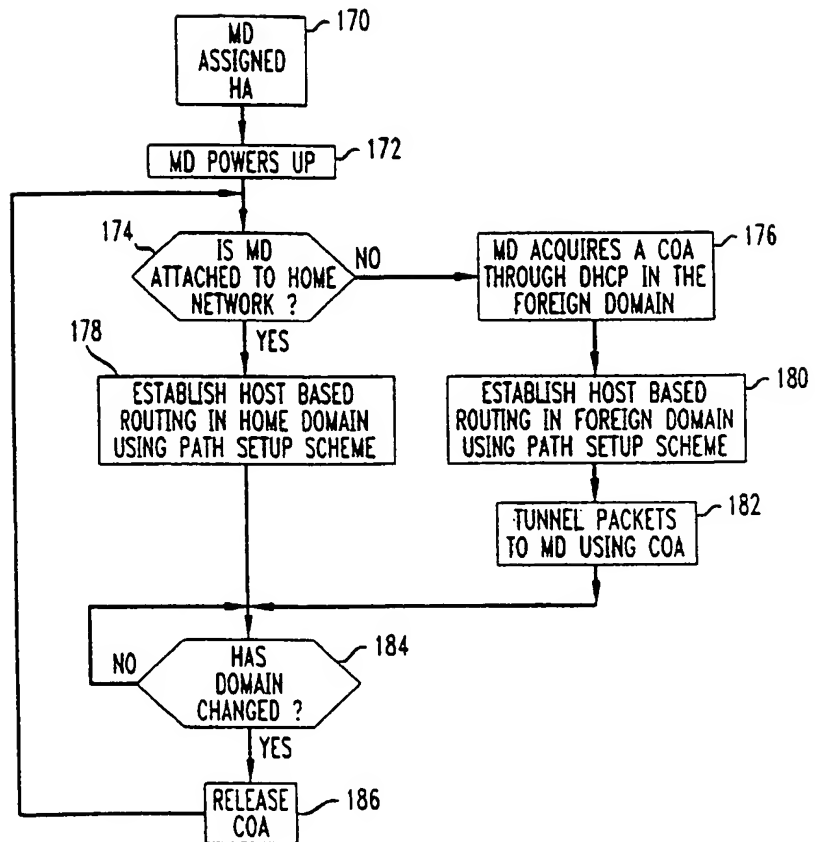 170
MD
ASSIGNED
HA
172
MD POWERS UP
174
IS MD
ATTACHED TO HOME
NETWORK ?
NO
YES
176
MD ACQUIRES A COA
THROUGH DHCP IN THE
FOREIGN DOMAIN
178
ESTABLISH HOST BASED
ROUTING IN HOME DOMAIN
USING PATH SETUP SCHEME
180
ESTABLISH HOST BASED
ROUTING IN FOREIGN DOMAIN
USING PATH SETUP SCHEME
182
TUNNEL PACKETS
TO MD USING COA
184
HAS
DOMAIN
CHANGED ?
NO
YES
186
RELEASE
COA